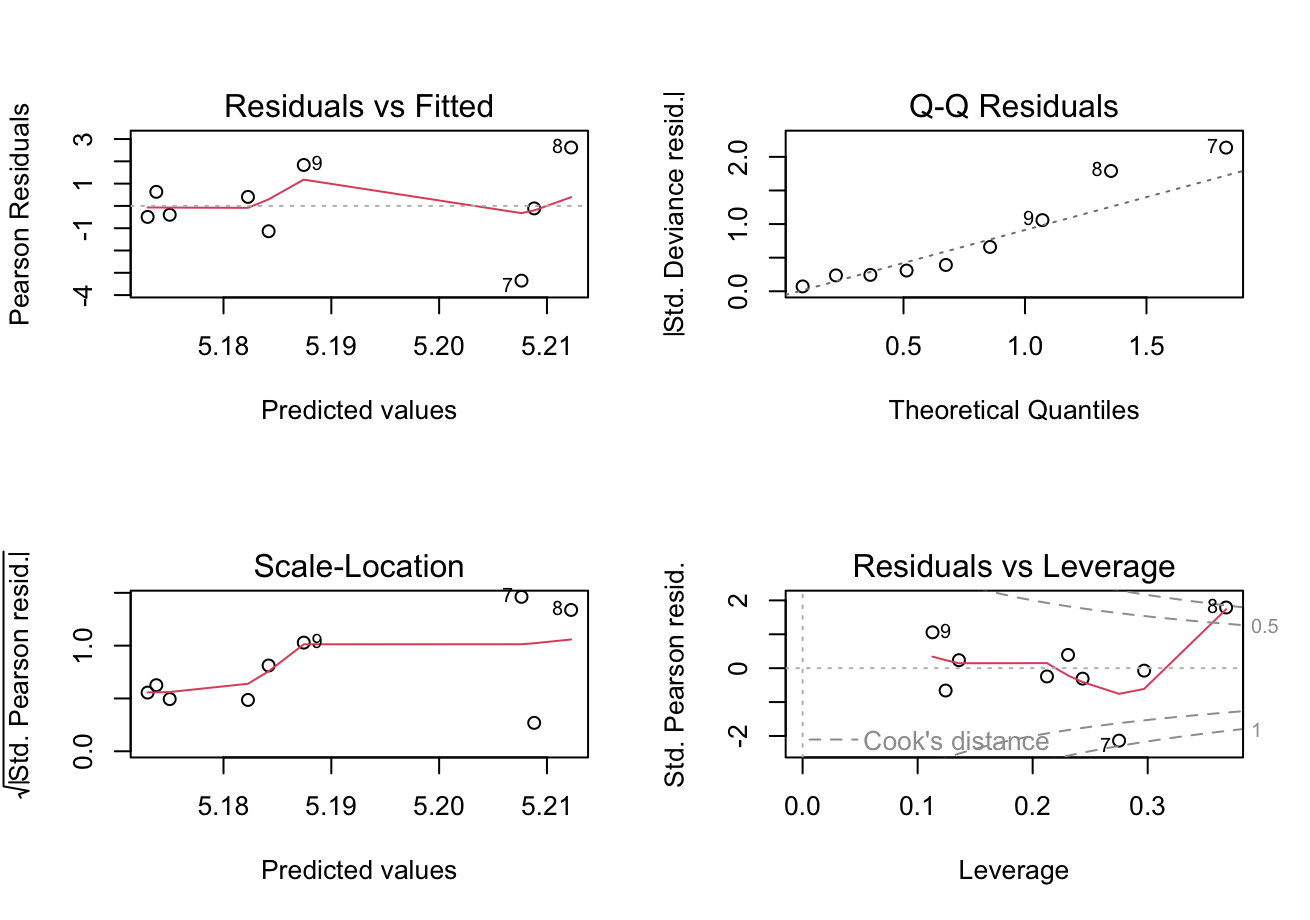 Residuals vs Fitted
Pearson Residuals
3
1
-1
-4
8
9
7
5.18 5.19 5.20 5.21
Predicted values
Q-Q Residuals
|Std. Deviance resid.|
2.0
1.0
0.0
7
8
9
0.5 1.0 1.5
Theoretical Quantiles
Scale-Location
√|Std. Pearson resid.|
1.0
0.0
7
8
9
5.18 5.19 5.20 5.21
Predicted values
Residuals vs Leverage
Std. Pearson resid.
2
0
-2
8
9
7
0.5
1
Cook's distance
0.0 0.1 0.2 0.3
Leverage